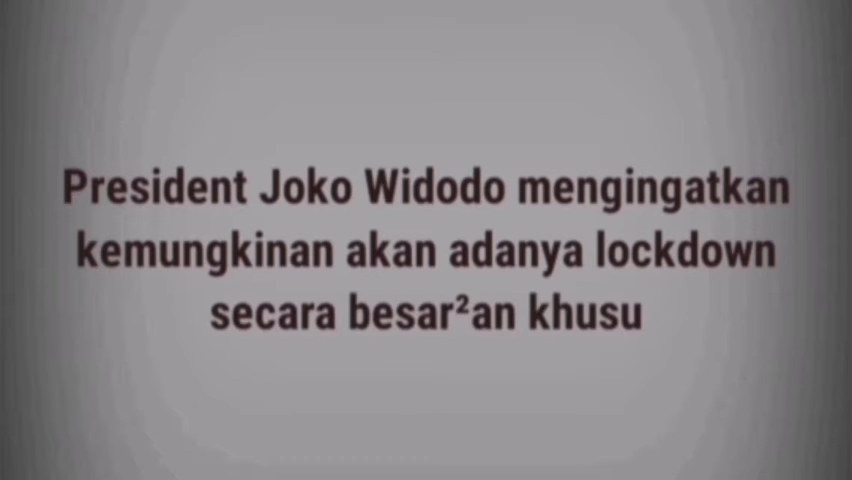 President Joko Widodo mengingatkan
kemungkinan akan adanya lockdown
secara besar²an khusu